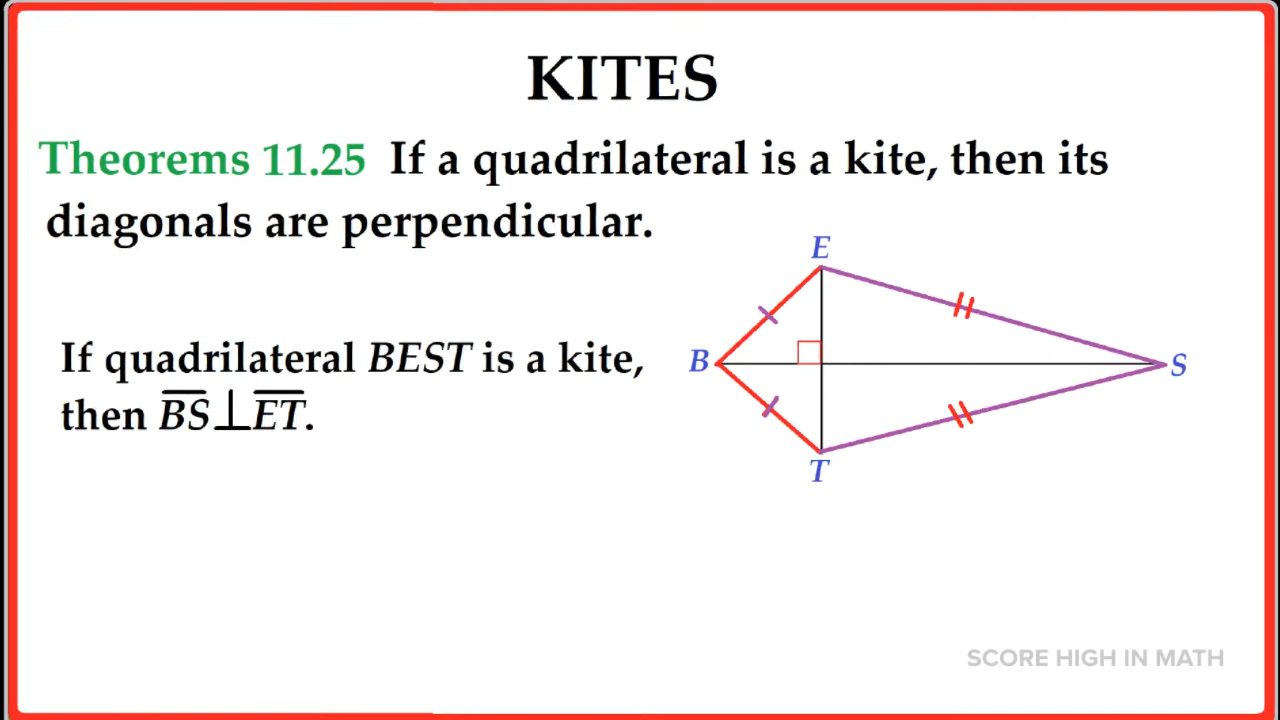 KITES
Theorems 11.25 If a quadrilateral is a kite, then its
diagonals are perpendicular.
E
If quadrilateral BEST is a kite,
then B̅S̅⊥E̅T̅.
B
S
T
SCORE HIGH IN MATH